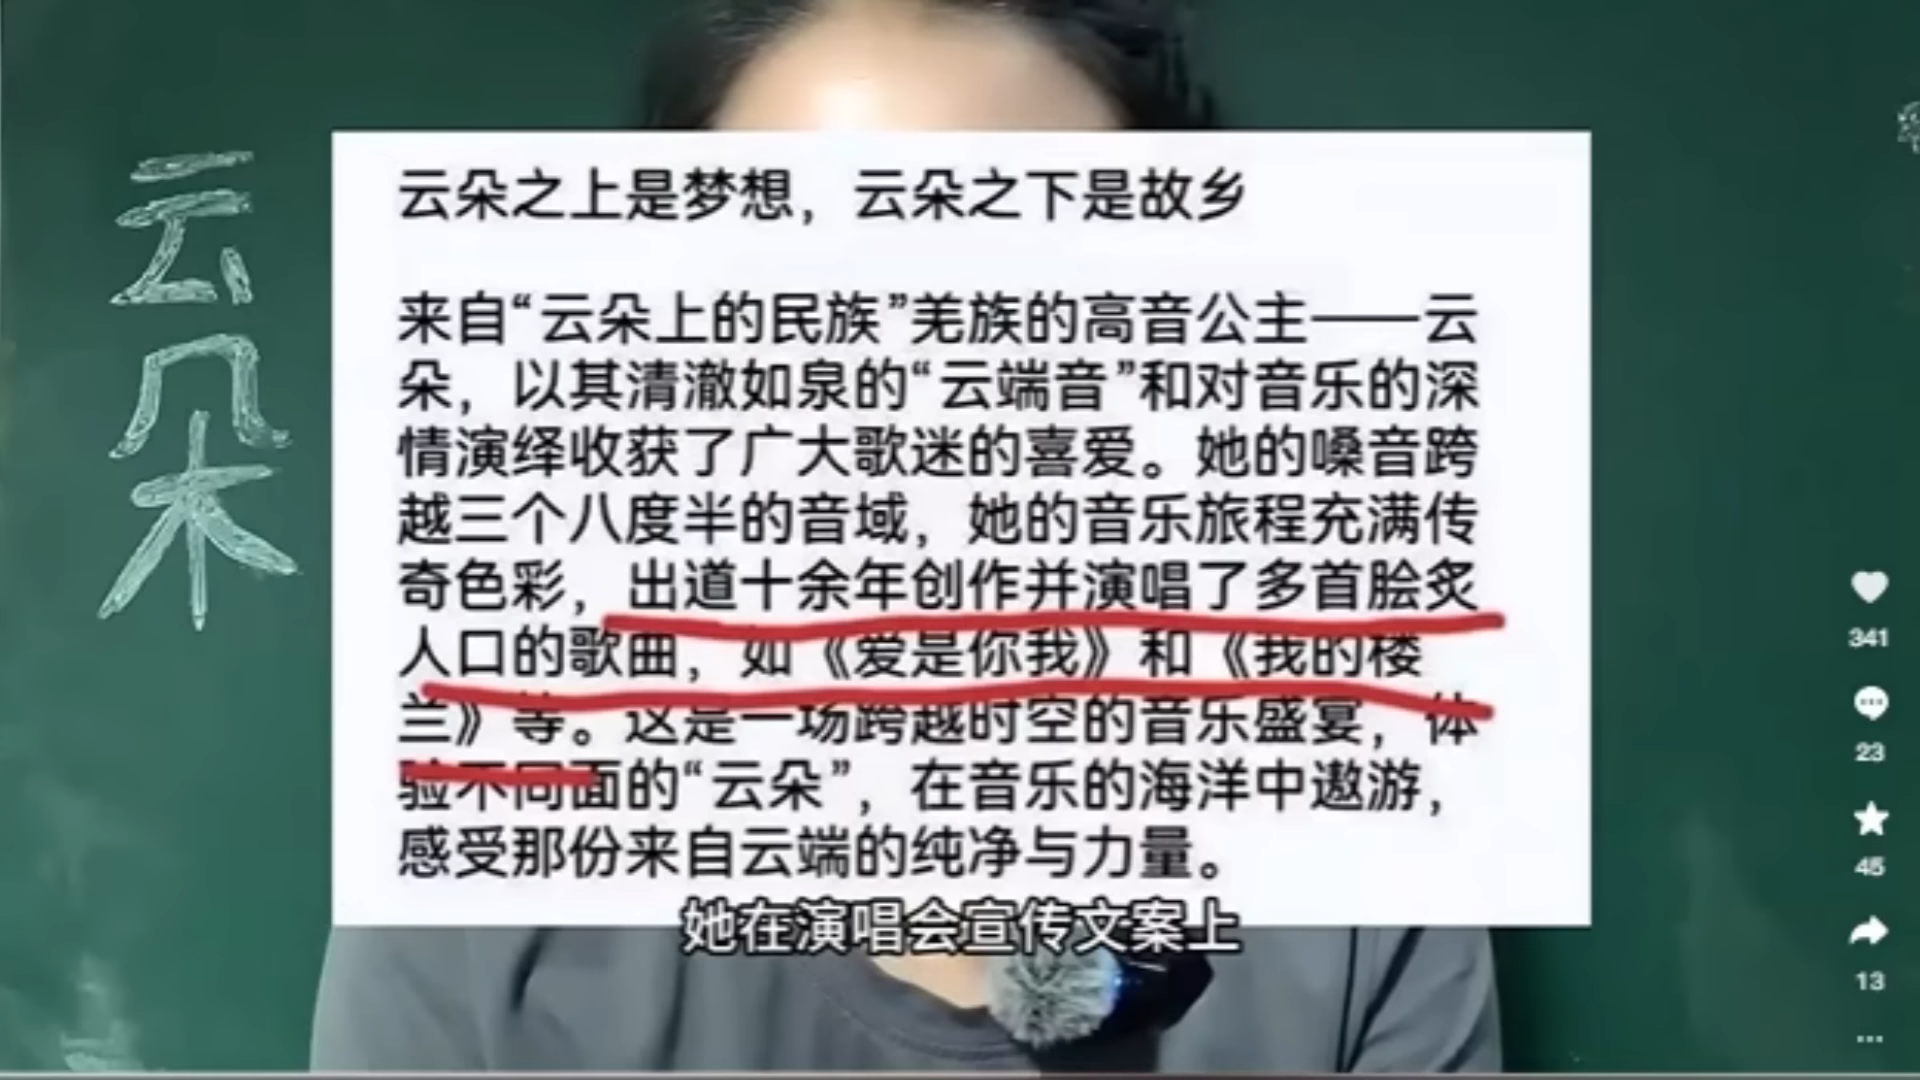 云朵
云朵之上是梦想，云朵之下是故乡
来自“云朵上的民族”羌族的高音公主——云
朵，以其清澈如泉的“云端音”和对音乐的深
情演绎收获了广大歌迷的喜爱。她的嗓音跨
越三个八度半的音域，她的音乐旅程充满传
奇色彩，出道十余年创作并演唱了多首脍炙
人口的歌曲，如《爱是你我》和《我的楼
兰》等。这是一场跨越时空的音乐盛宴，体
验不同面的“云朵”，在音乐的海洋中遨游，
感受那份来自云端的纯净与力量。
她在演唱会宣传文案上
341
23
45
13